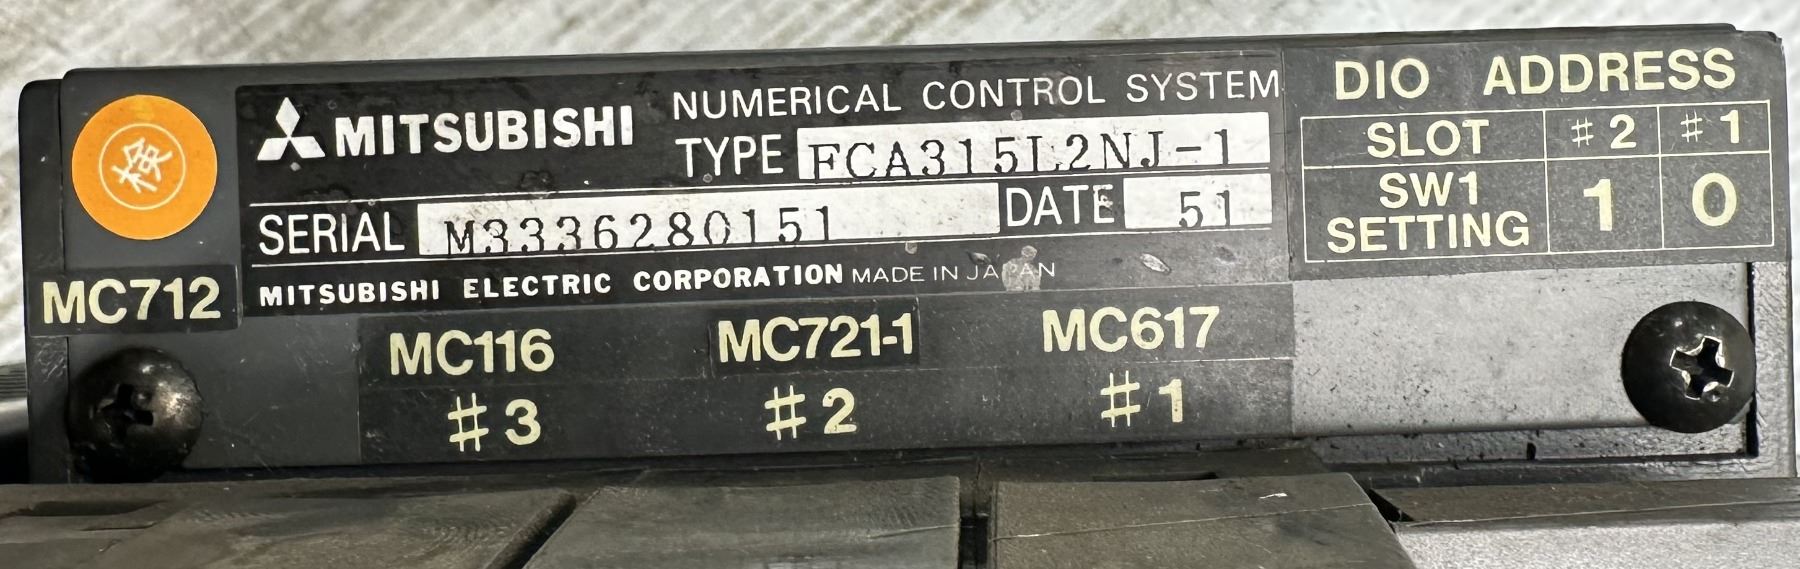 MITSUBISHI
NUMERICAL CONTROL SYSTEM
TYPE FCA315L2NJ-1
SERIAL M3336280151 DATE 51
MITSUBISHI ELECTRIC CORPORATION MADE IN JAPAN
DIO ADDRESS
SLOT #2 #1
SW1 SETTING 1 0
MC712
MC116 MC721-1 MC617
#3 #2 #1